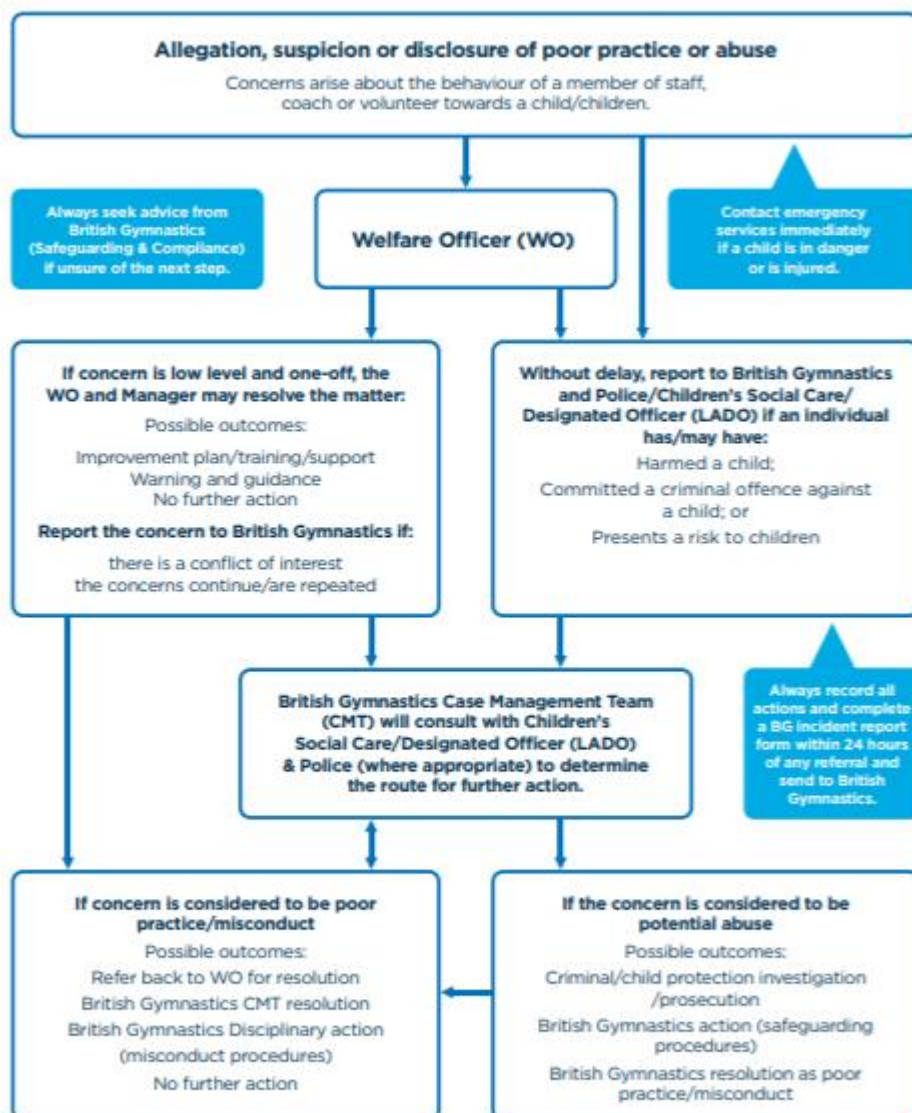 Allegation, suspicion or disclosure of poor practice or abuse
Concerns arise about the behaviour of a member of staff,
coach or volunteer towards a child/children.
Always seek advice from
British Gymnastics
(Safeguarding & Compliance)
if unsure of the next step.
Welfare Officer (WO)
Contact emergency
services immediately
if a child is in danger
or is injured.
If concern is low level and one-off, the
WO and Manager may resolve the matter:
Possible outcomes:
Improvement plan/training/support
Warning and guidance
No further action
Report the concern to British Gymnastics if:
there is a conflict of interest
the concerns continue/are repeated
Without delay, report to British Gymnastics
and Police/Children's Social Care/
Designated Officer (LADO) if an individual
has/may have:
Harmed a child;
Committed a criminal offence against
a child; or
Presents a risk to children
British Gymnastics Case Management Team
(CMT) will consult with Children's
Social Care/Designated Officer (LADO)
& Police (where appropriate) to determine
the route for further action.
Always record all
actions and complete
a BG incident report
form within 24 hours
of any referral and
send to British
Gymnastics.
If concern is considered to be poor
practice/misconduct
Possible outcomes:
Refer back to WO for resolution
British Gymnastics CMT resolution
British Gymnastics Disciplinary action
(misconduct procedures)
No further action
If the concern is considered to be
potential abuse
Possible outcomes:
Criminal/child protection investigation
/prosecution
British Gymnastics action (safeguarding
procedures)
British Gymnastics resolution as poor
practice/misconduct